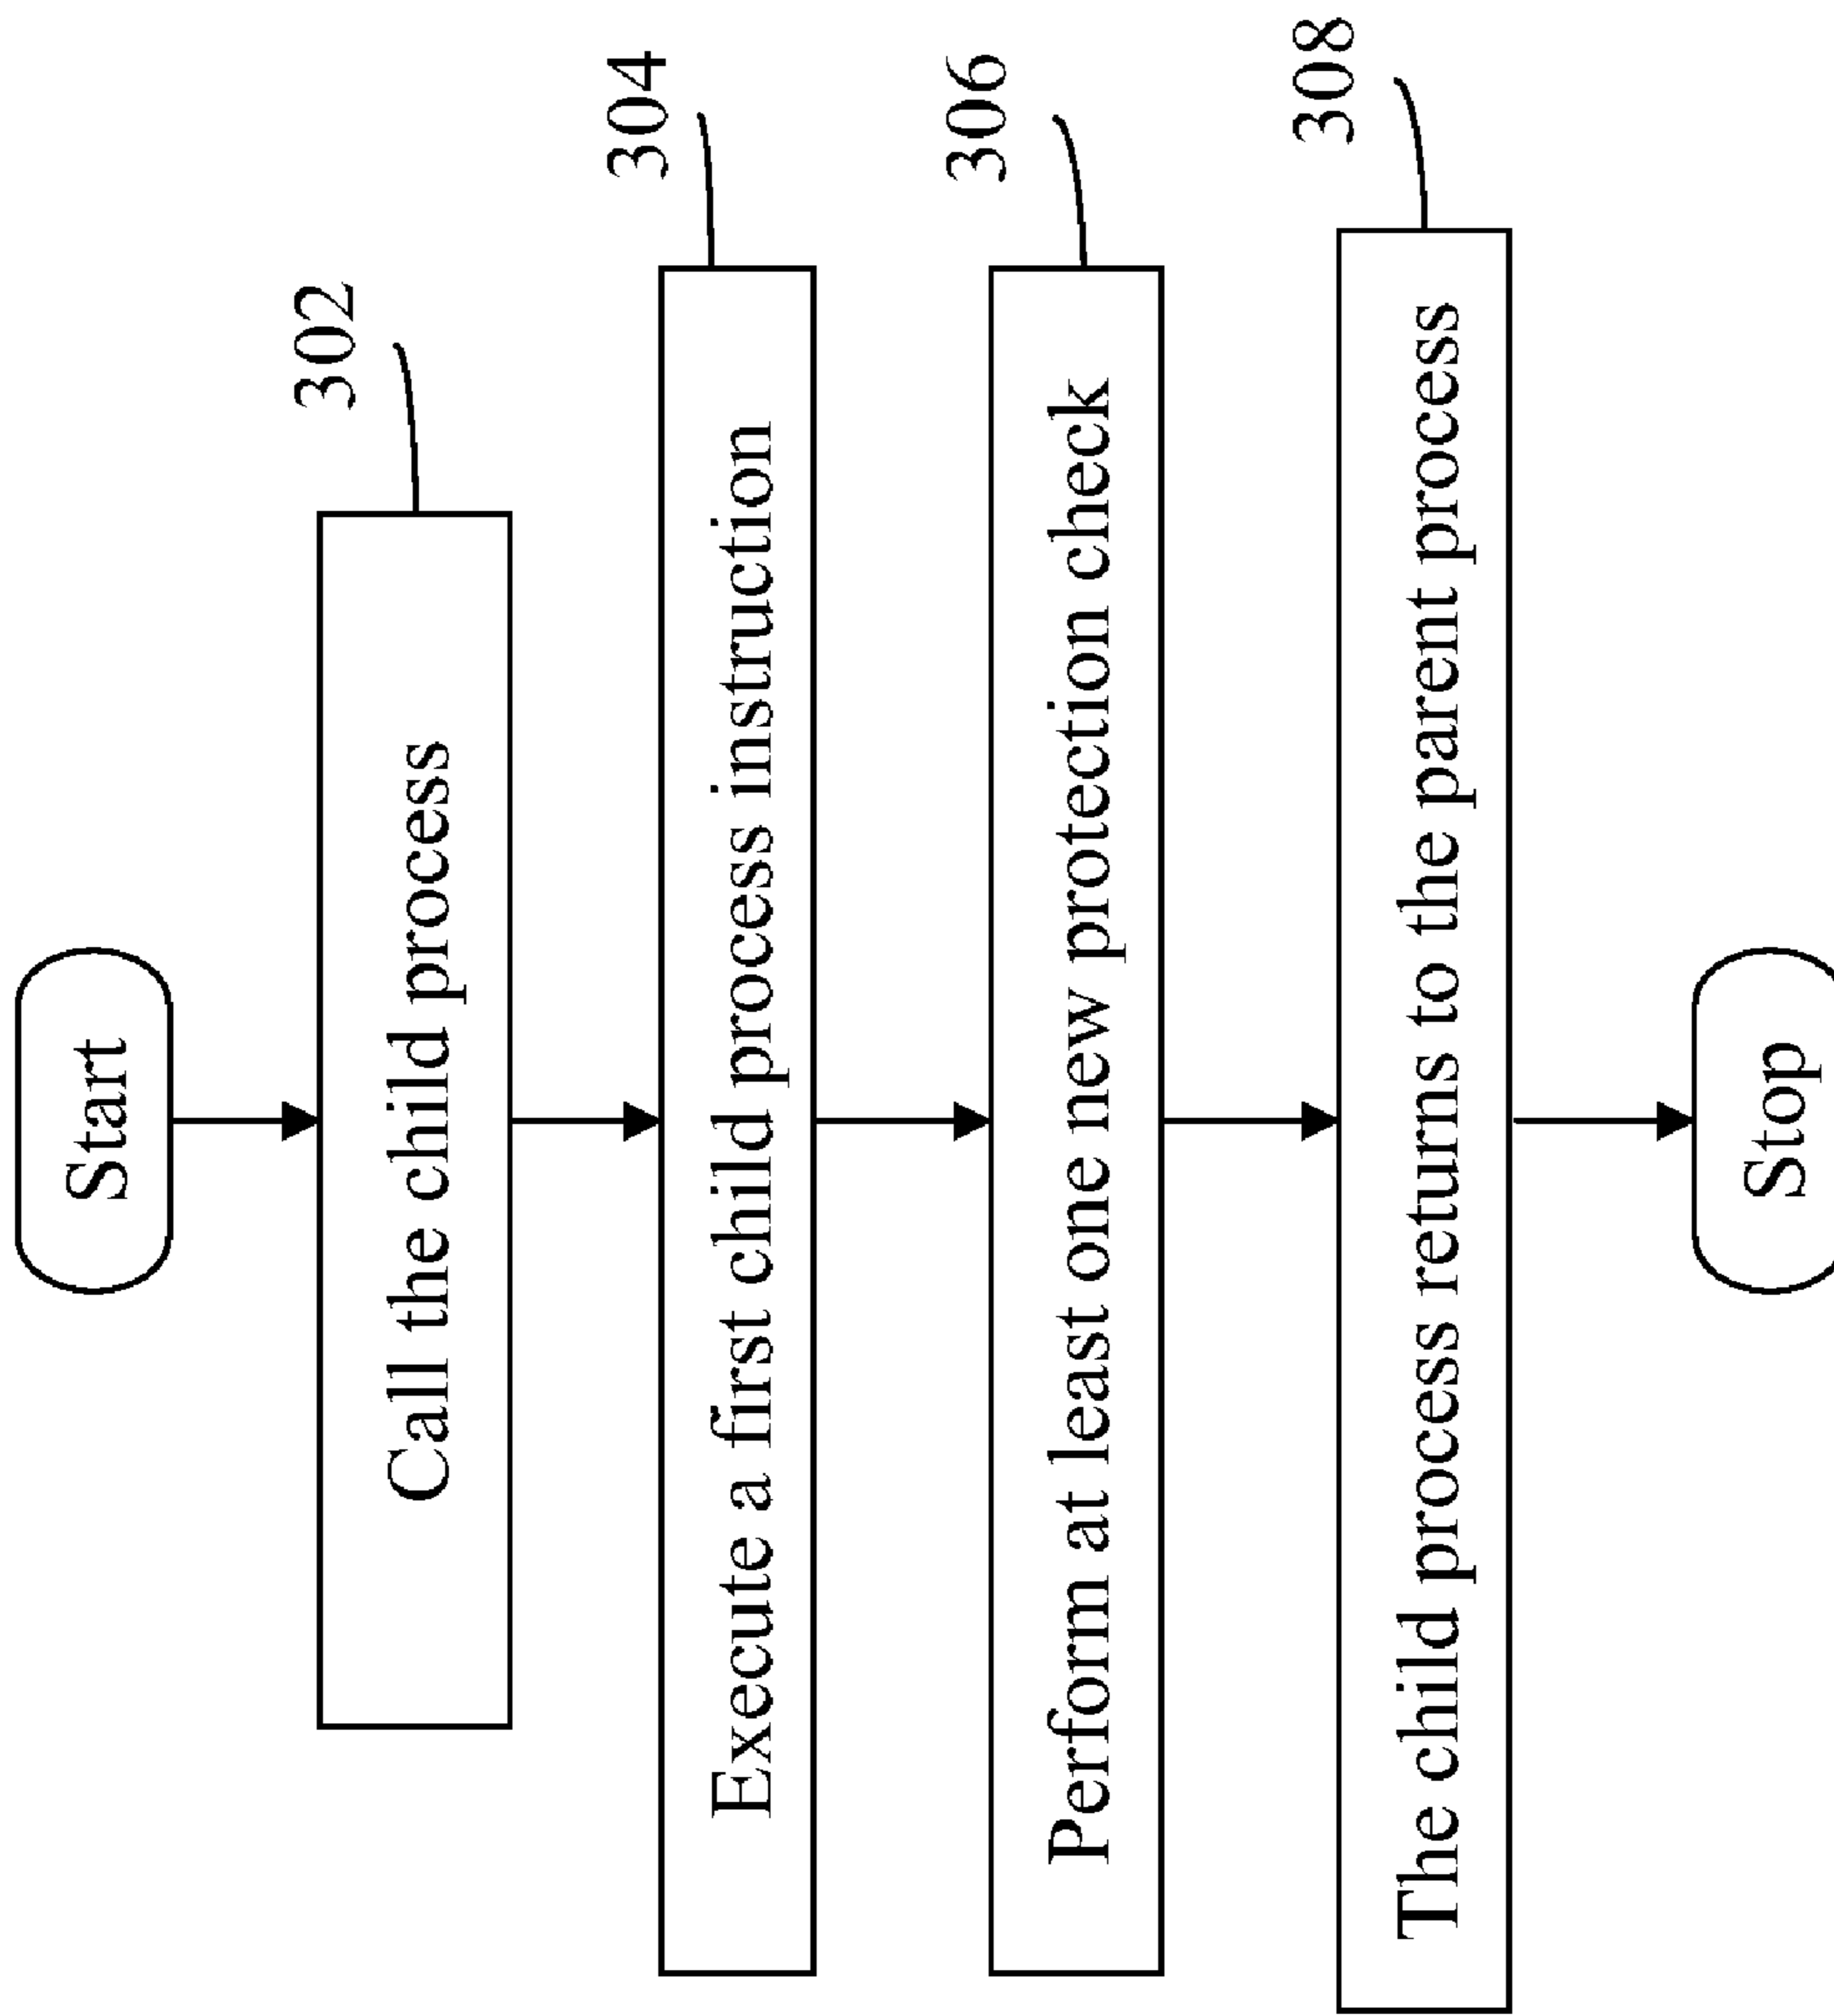 Start
302
Call the child process
304
Execute a first child process instruction
306
Perform at least one new protection check
308
The child process returns to the parent process
Stop